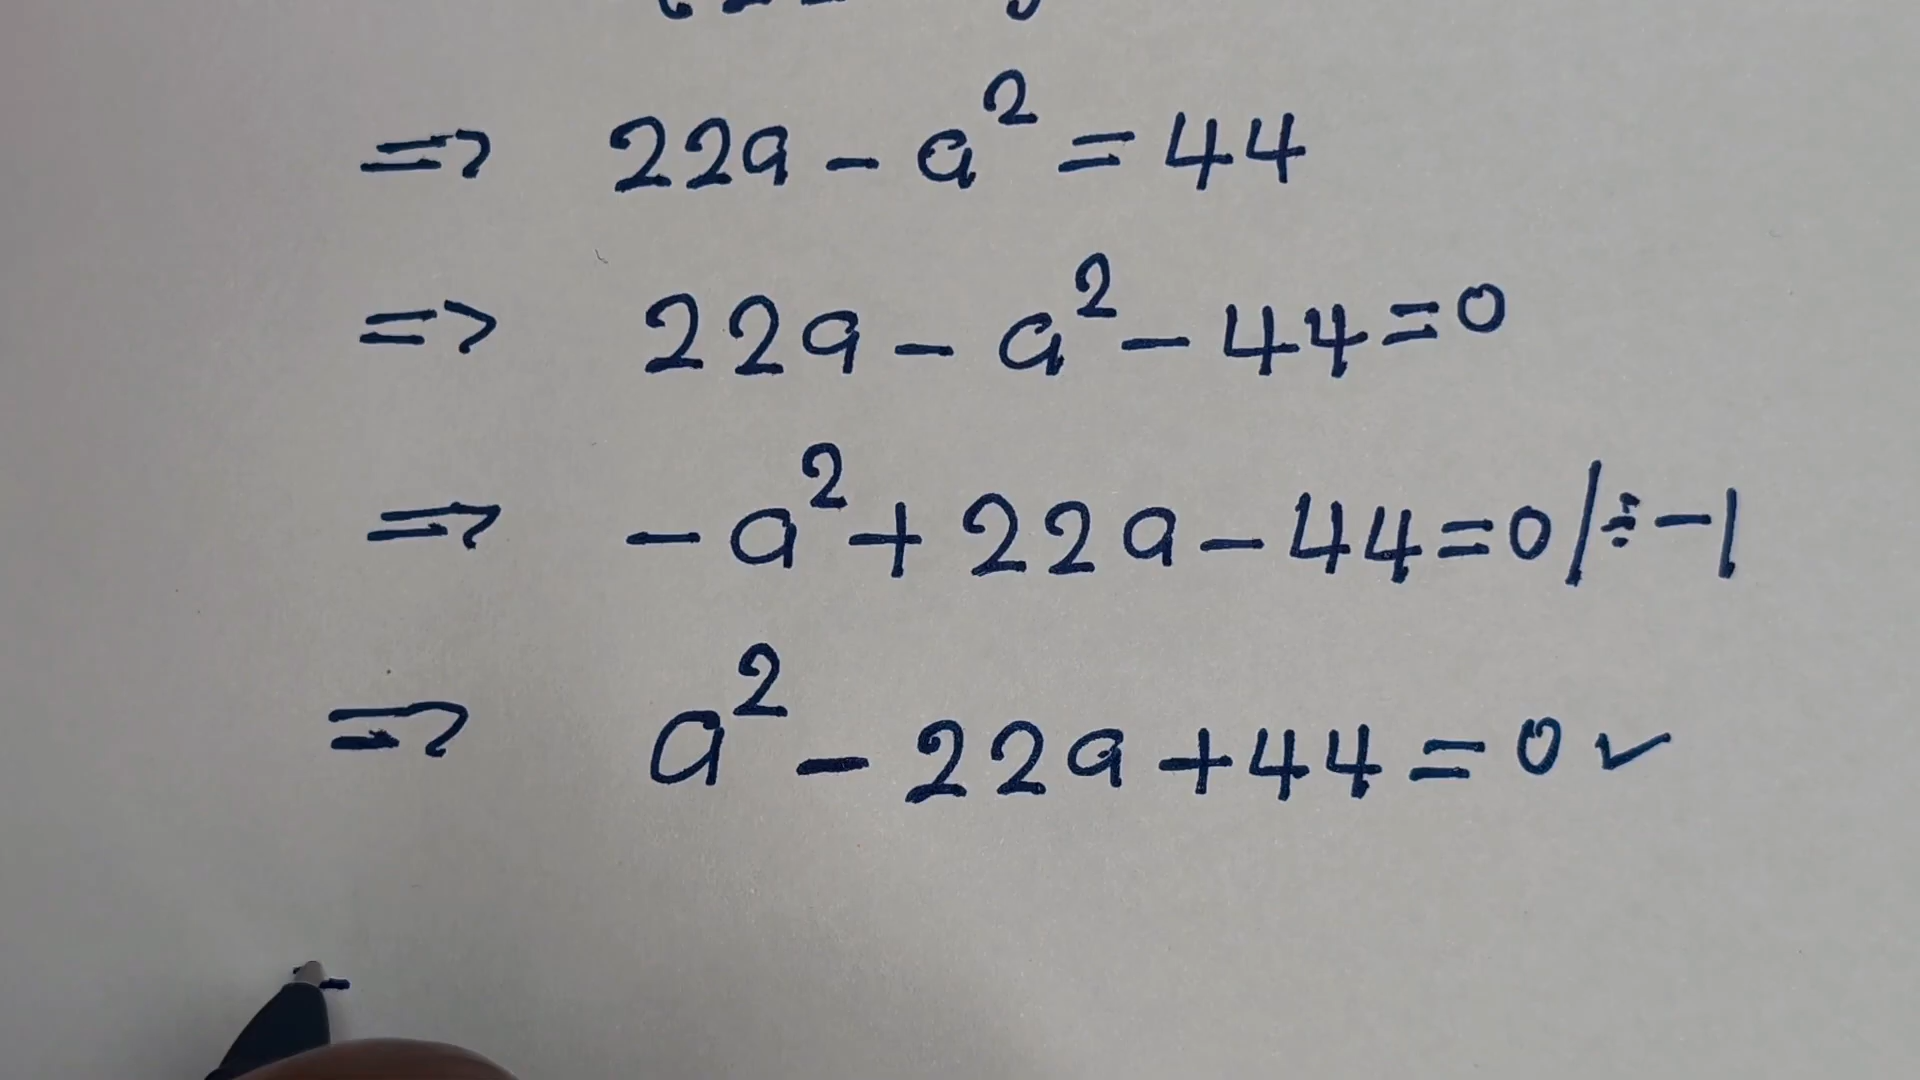 => 22a - a² = 44
=> 22a - a² - 44 = 0
=> -a² + 22a - 44 = 0 / ÷ -1
=> a² - 22a + 44 = 0 ✓